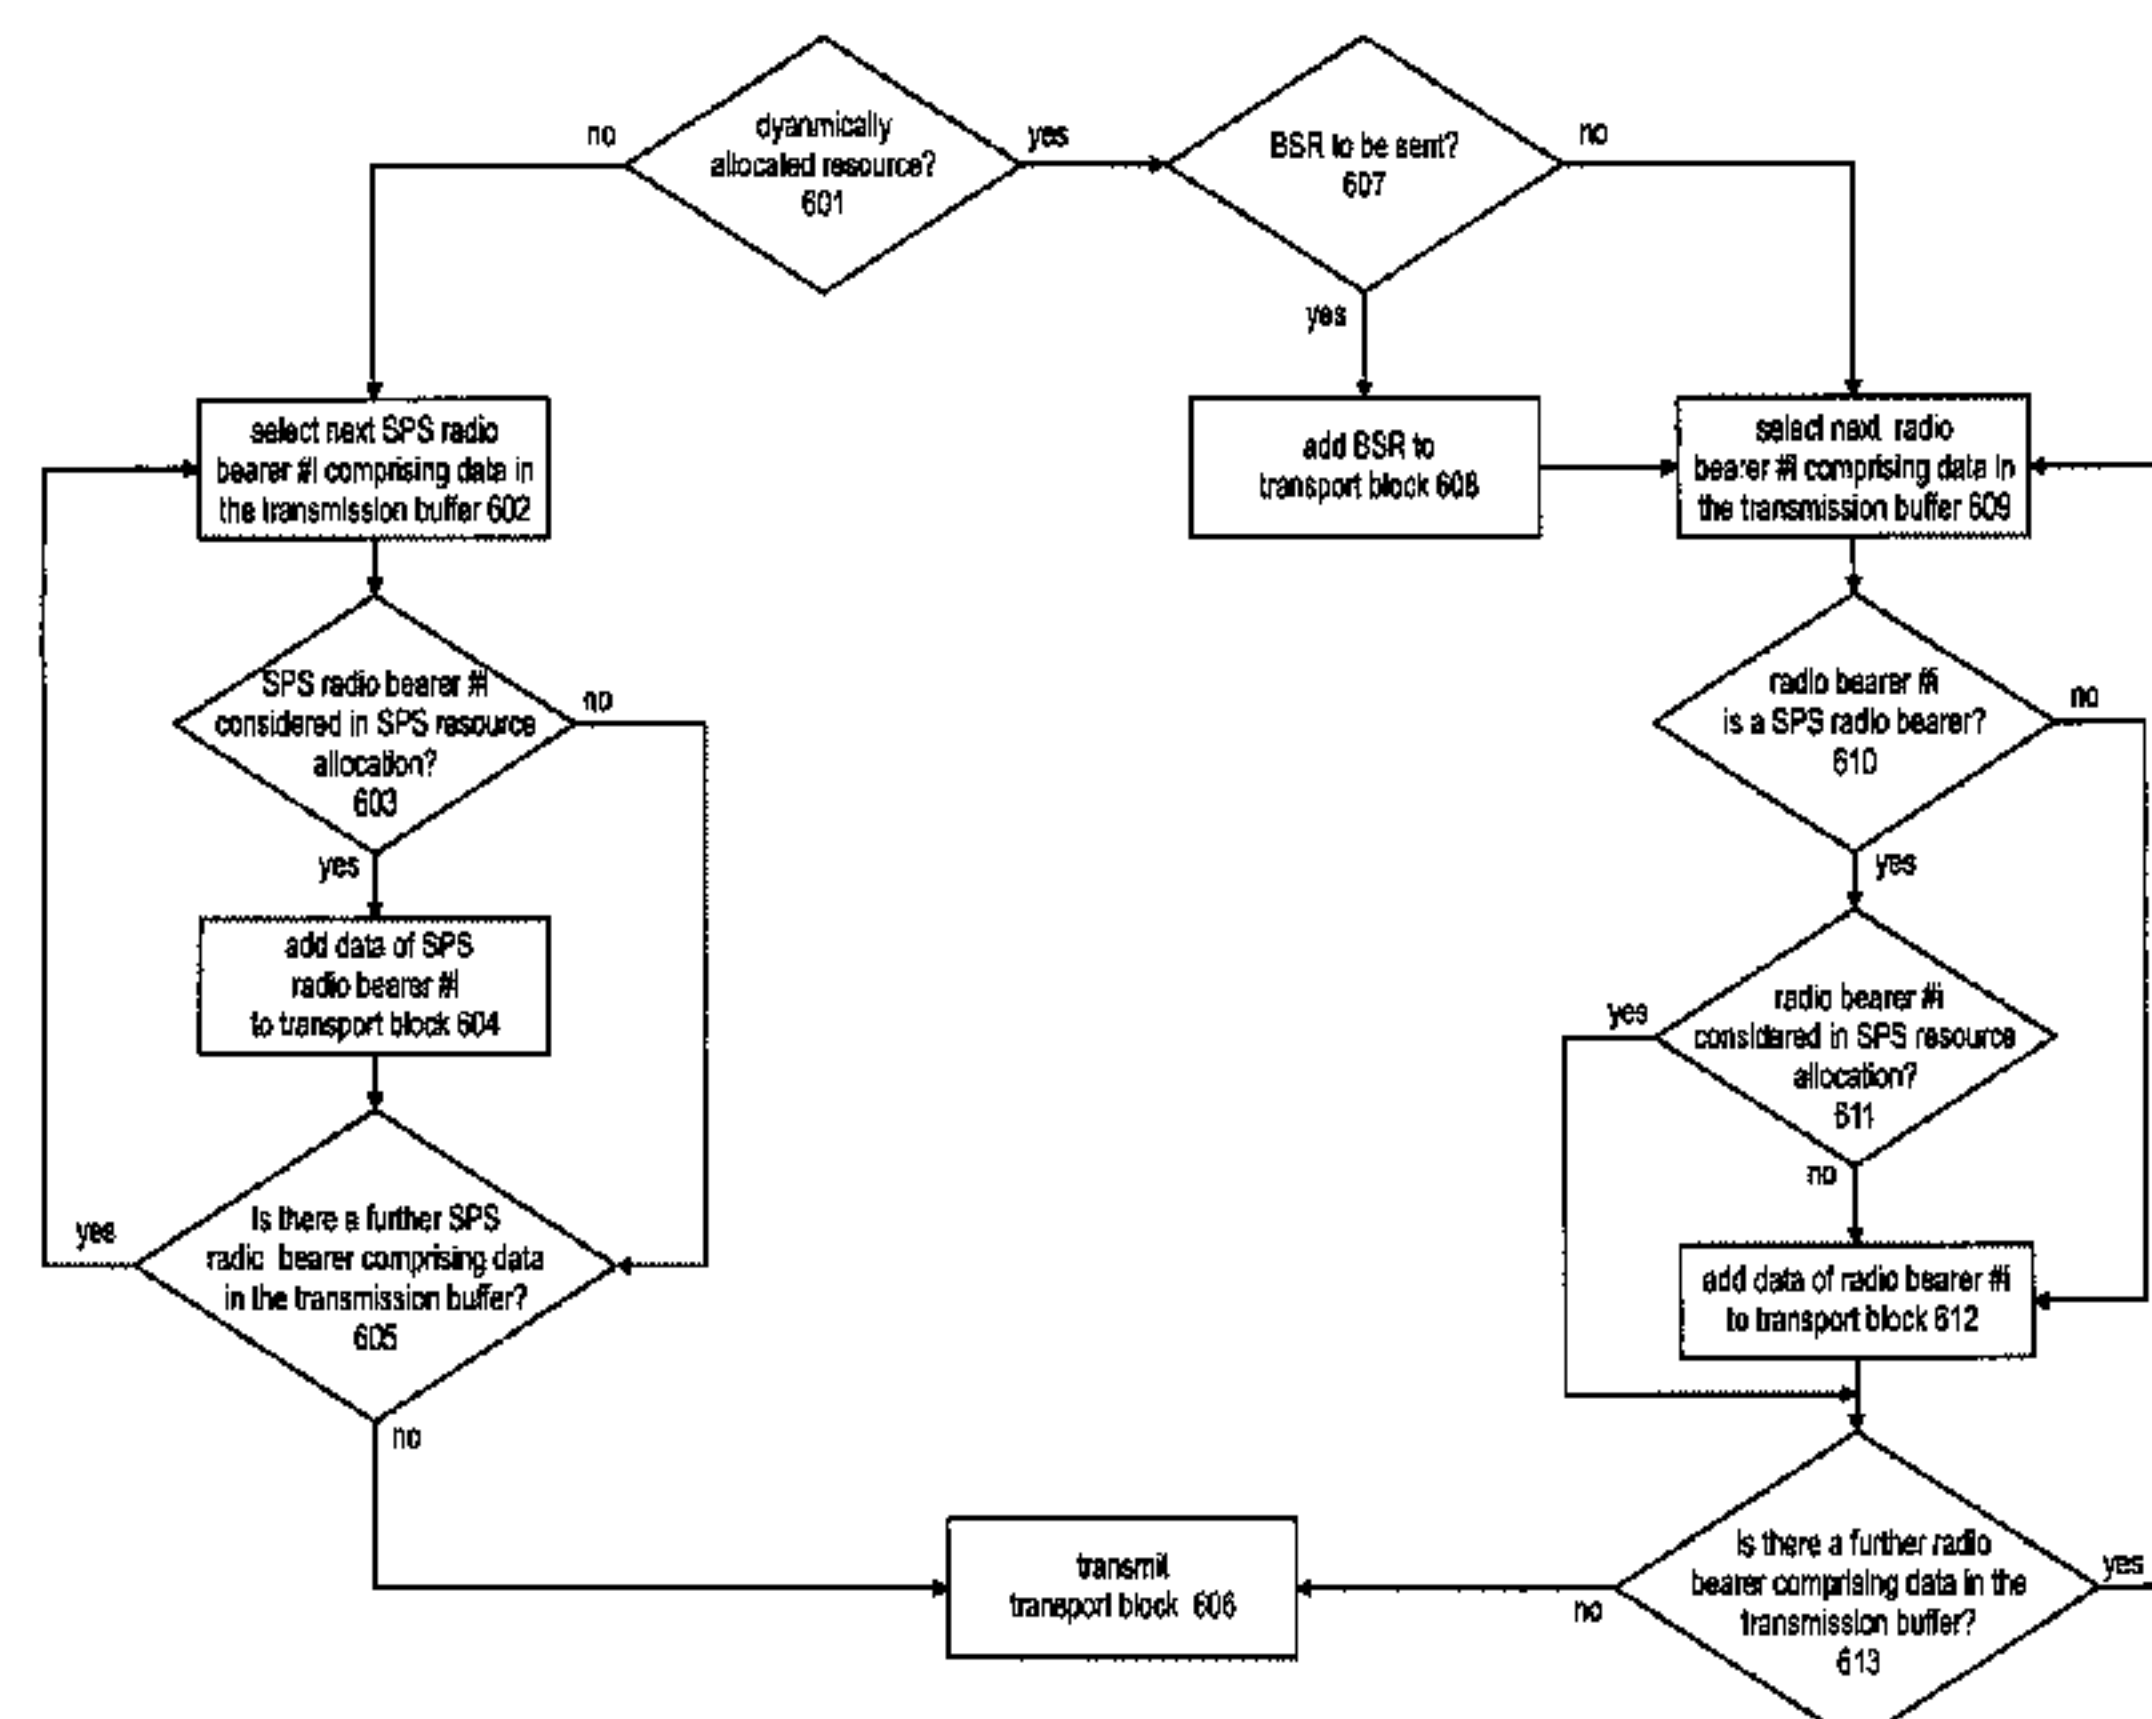 no
dyanmically
allocated resource?
601
yes
BSR to be sent?
607
no
yes
select next SPS radio
bearer #i comprising data in
the transmission buffer 602
add BSR to
transport block 608
select next radio
bearer #i comprising data in
the transmission buffer 609
SPS radio bearer #i
considered in SPS resource
allocation?
603
no
yes
radio bearer #i
is a SPS radio bearer?
610
no
yes
add data of SPS
radio bearer #i
to transport block 604
yes
radio bearer #i
considered in SPS resource
allocation?
611
no
yes
Is there a further SPS
radio bearer comprising data
in the transmission buffer?
605
no
add data of radio bearer #i
to transport block 612
transmit
transport block 606
no
Is there a further radio
bearer comprising data in the
transmission buffer?
613
yes